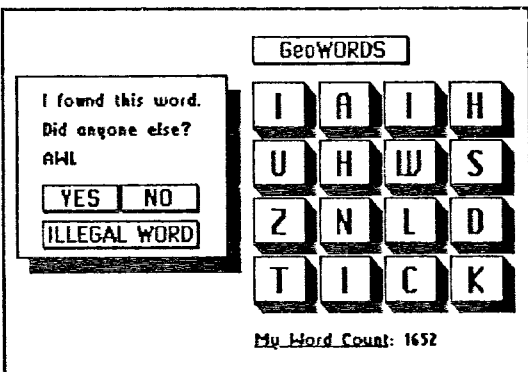 GeoWORDS
I found this word.
Did anyone else?
AWL
YES NO
ILLEGAL WORD
I A I H
U H W S
Z N L D
T I C K
My Word Count: 1652